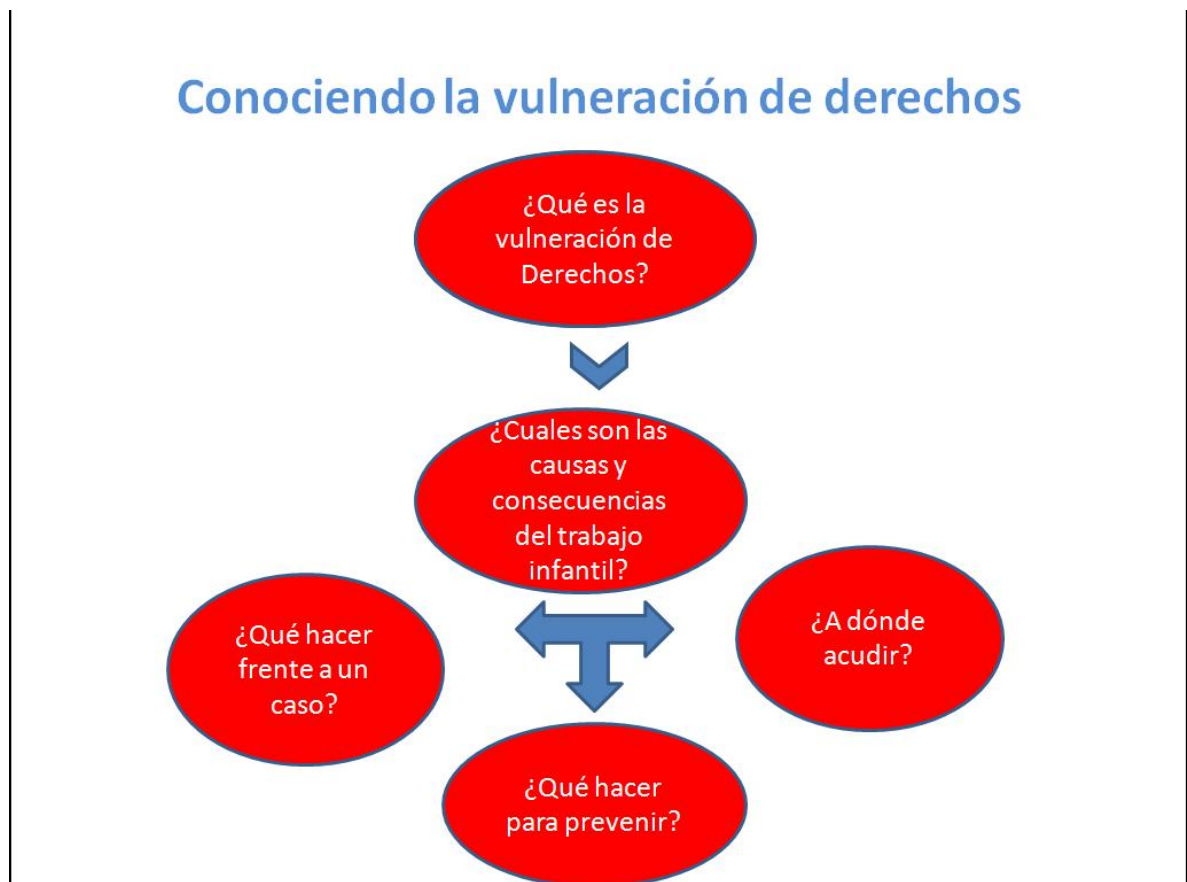 Conociendo la vulneración de derechos
¿Qué es la
vulneración de
Derechos?
¿Cuales son las
causas y
consecuencias
del trabajo
infantil?
¿Qué hacer
frente a un
caso?
¿A dónde
acudir?
¿Qué hacer
para prevenir?